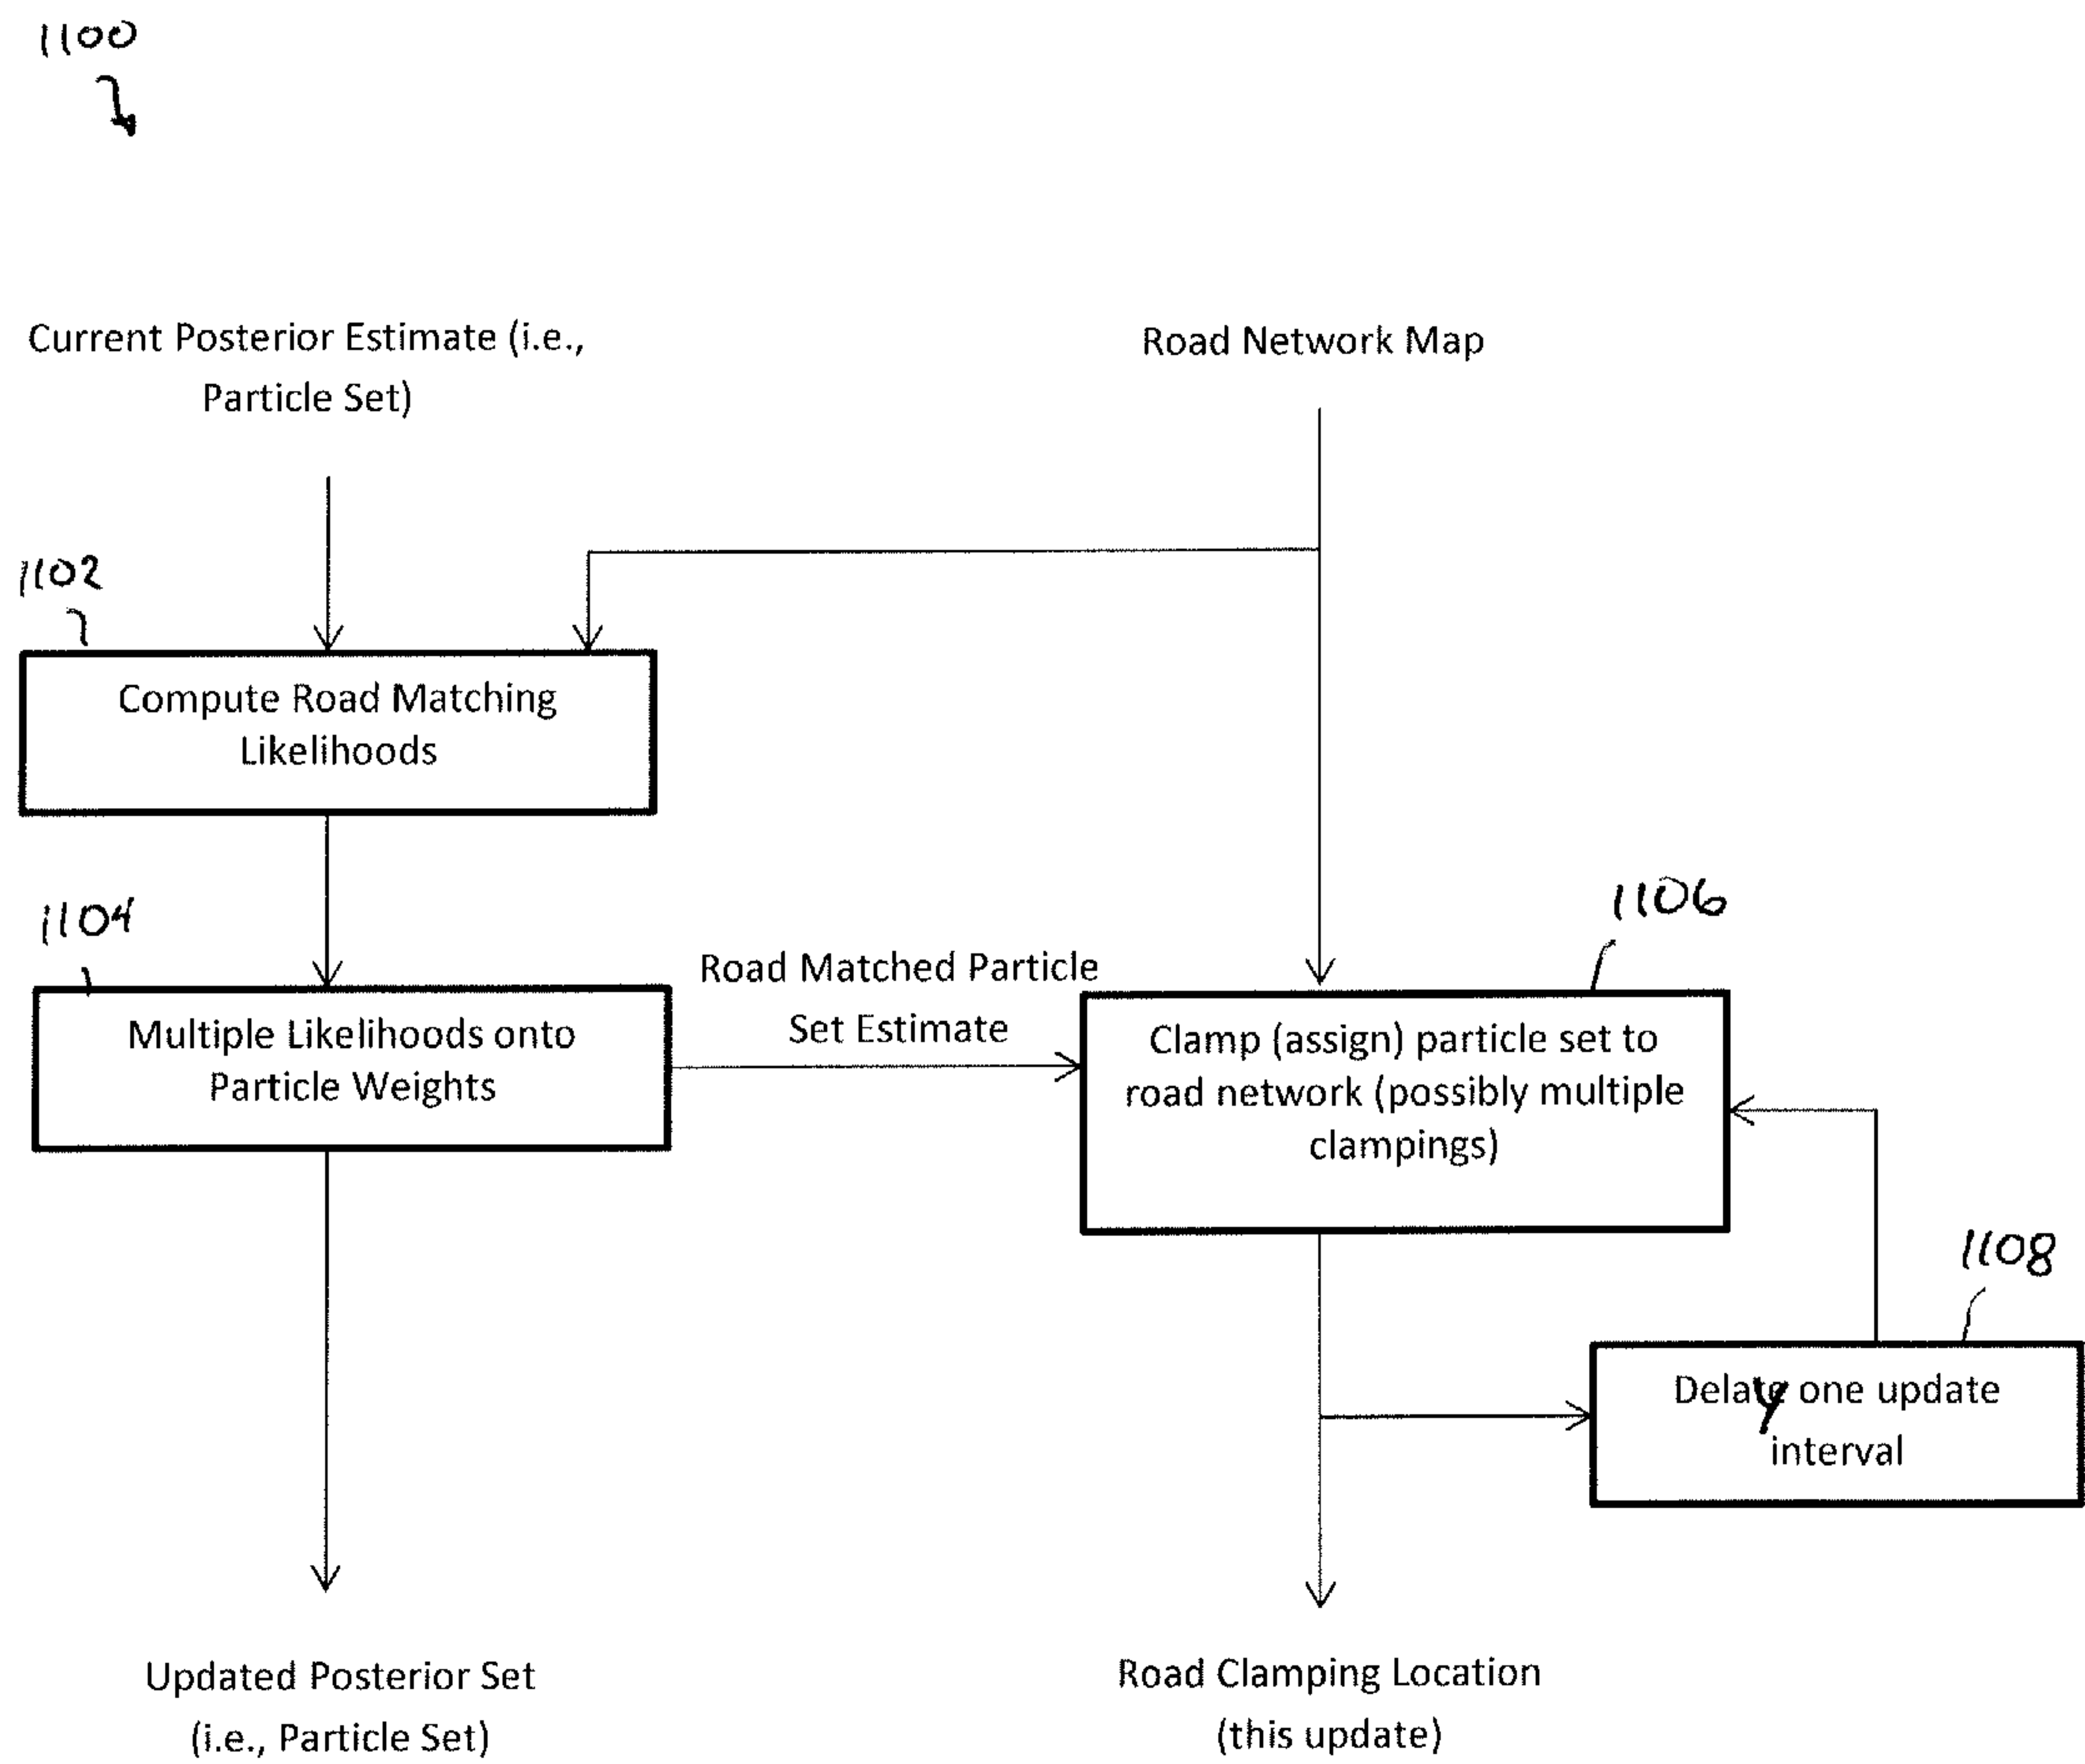 1100
Current Posterior Estimate (i.e.,
Particle Set)
Road Network Map
1102
Compute Road Matching
Likelihoods
1104
Multiple Likelihoods onto
Particle Weights
Road Matched Particle
Set Estimate
1106
Clamp (assign) particle set to
road network (possibly multiple
clampings)
1108
Delay one update
interval
Updated Posterior Set
(i.e., Particle Set)
Road Clamping Location
(this update)